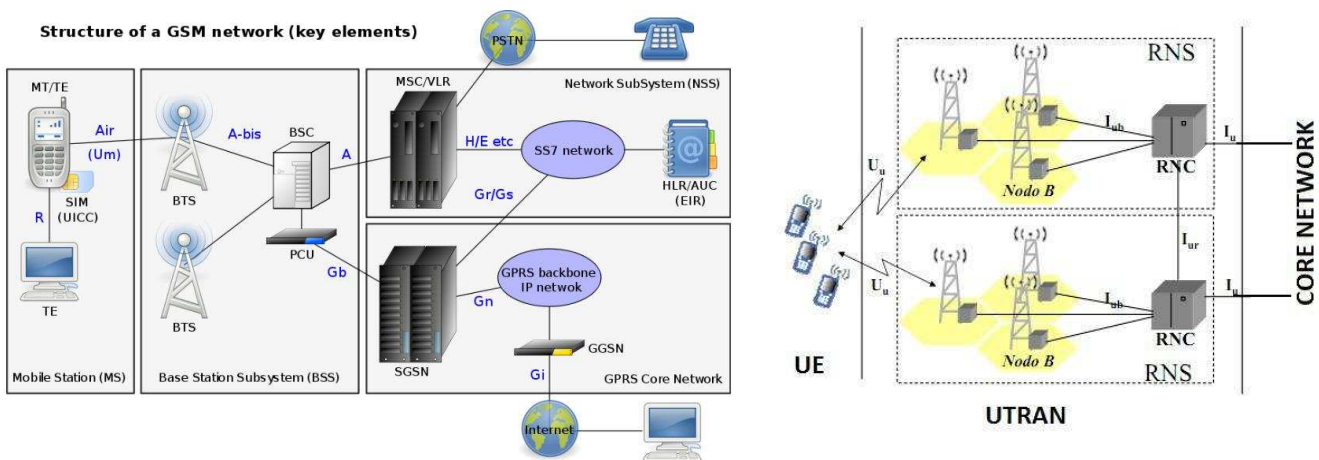 Structure of a GSM network (key elements)
PSTN
MT/TE
Air
(Um)
SIM
(UICC)
R
TE
Mobile Station (MS)
BTS
A-bis
BSC
PCU
BTS
Base Station Subsystem (BSS)
A
Gb
MSC/VLR
Network SubSystem (NSS)
H/E etc
SS7 network
HLR/AUC
(EIR)
Gr/Gs
SGSN
Gn
GPRS backbone
IP netwok
GGSN
Gi
GPRS Core Network
Internet
RNS
Iub
Nodo B
RNC
Iu
Uu
Uu
UE
Iur
Iub
Nodo B
RNC
Iu
RNS
UTRAN
CORE NETWORK